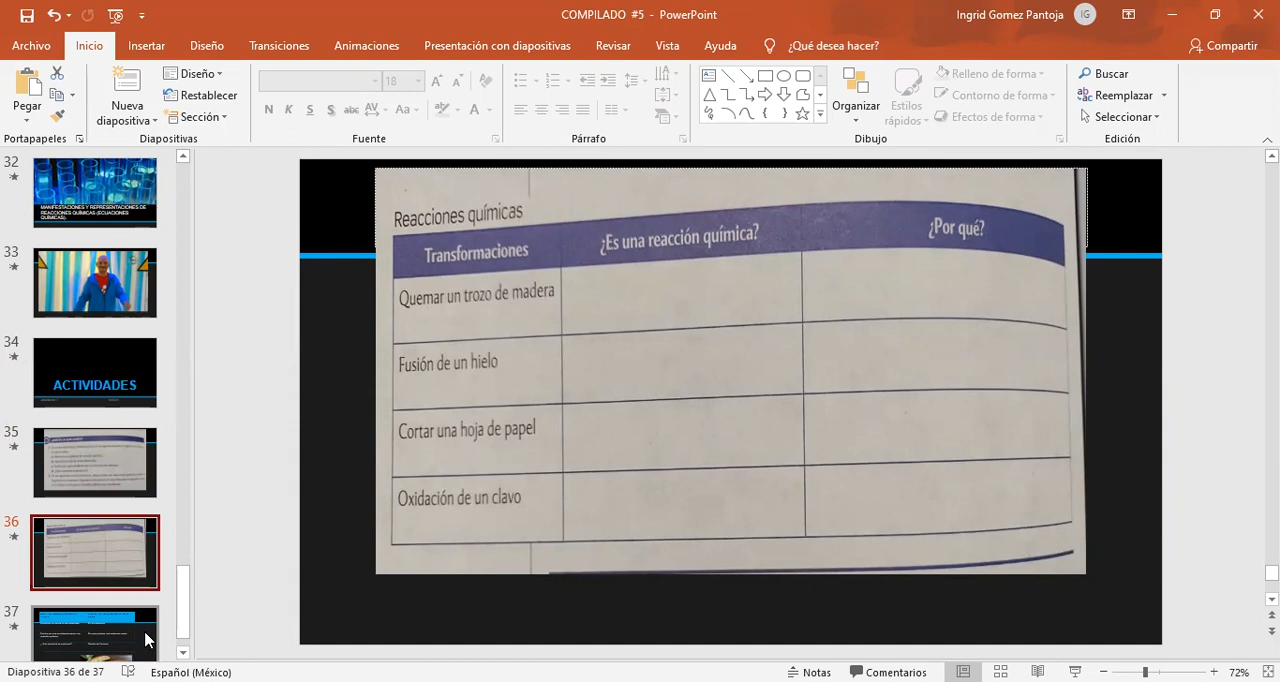 COMPILADO #5 - PowerPoint
Ingrid Gomez Pantoja
IG
Archivo
Inicio
Insertar
Diseño
Transiciones
Animaciones
Presentación con diapositivas
Revisar
Vista
Ayuda
¿Qué desea hacer?
Compartir
Pegar
Nueva
diapositiva
Diseño
Restablecer
Sección
18
N K S S abc AV Aa
A
Organizar
Estilos
rápidos
Relleno de forma
Contorno de forma
Efectos de forma
Buscar
Reemplazar
Seleccionar
Portapapeles
Diapositivas
Fuente
Párrafo
Dibujo
Edición
32
MANIFESTACIONES Y REPRESENTACIONES DE
REACCIONES QUÍMICAS (ECUACIONES
QUÍMICAS).
33
34
ACTIVIDADES
35
36
37
Reacciones químicas
Transformaciones
¿Es una reacción química?
¿Por qué?
Quemar un trozo de madera
Fusión de un hielo
Cortar una hoja de papel
Oxidación de un clavo
Diapositiva 36 de 37
Español (México)
Notas
Comentarios
72%